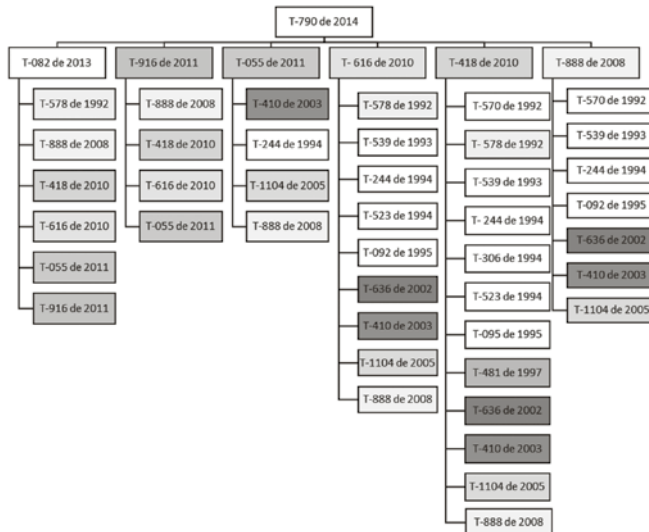 T-790 de 2014
T-082 de 2013
T-916 de 2011
T-055 de 2011
T- 616 de 2010
T-418 de 2010
T-888 de 2008
T-578 de 1992
T-888 de 2008
T-418 de 2010
T-616 de 2010
T-055 de 2011
T-916 de 2011
T-888 de 2008
T-418 de 2010
T-616 de 2010
T-055 de 2011
T-410 de 2003
T-244 de 1994
T-1104 de 2005
T-888 de 2008
T-578 de 1992
T-539 de 1993
T-244 de 1994
T-523 de 1994
T-092 de 1995
T-636 de 2002
T-410 de 2003
T-1104 de 2005
T-888 de 2008
T-570 de 1992
T- 578 de 1992
T-539 de 1993
T- 244 de 1994
T-306 de 1994
T-523 de 1994
T-095 de 1995
T-481 de 1997
T-636 de 2002
T-410 de 2003
T-1104 de 2005
T-888 de 2008
T-570 de 1992
T-539 de 1993
T-244 de 1994
T-092 de 1995
T-636 de 2002
T-410 de 2003
T-1104 de 2005